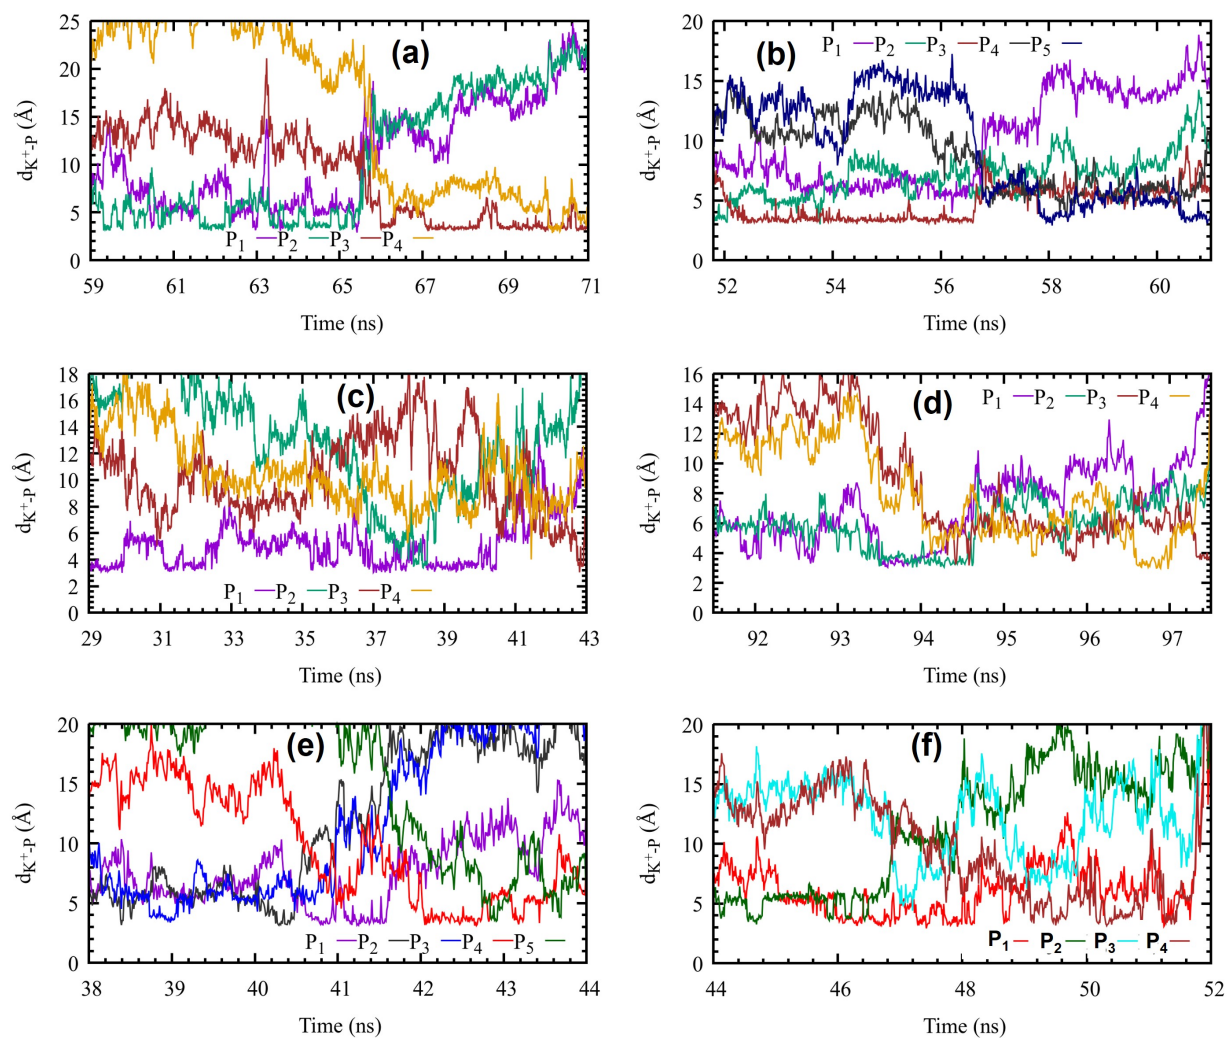 (a)
d_K⁺-P (Å)
25
20
15
10
5
0
P₁ P₂ P₃ P₄
59 61 63 65 67 69 71
Time (ns)
(b)
d_K⁺-P (Å)
20
15
10
5
0
P₁ P₂ P₃ P₄ P₅
52 54 56 58 60
Time (ns)
(c)
d_K⁺-P (Å)
18
16
14
12
10
8
6
4
2
0
P₁ P₂ P₃ P₄
29 31 33 35 37 39 41 43
Time (ns)
(d)
d_K⁺-P (Å)
16
14
12
10
8
6
4
2
0
P₁ P₂ P₃ P₄
92 93 94 95 96 97
Time (ns)
(e)
d_K⁺-P (Å)
20
15
10
5
0
P₁ P₂ P₃ P₄ P₅
38 39 40 41 42 43 44
Time (ns)
(f)
d_K⁺-P (Å)
20
15
10
5
0
P₁ P₂ P₃ P₄
44 46 48 50 52
Time (ns)